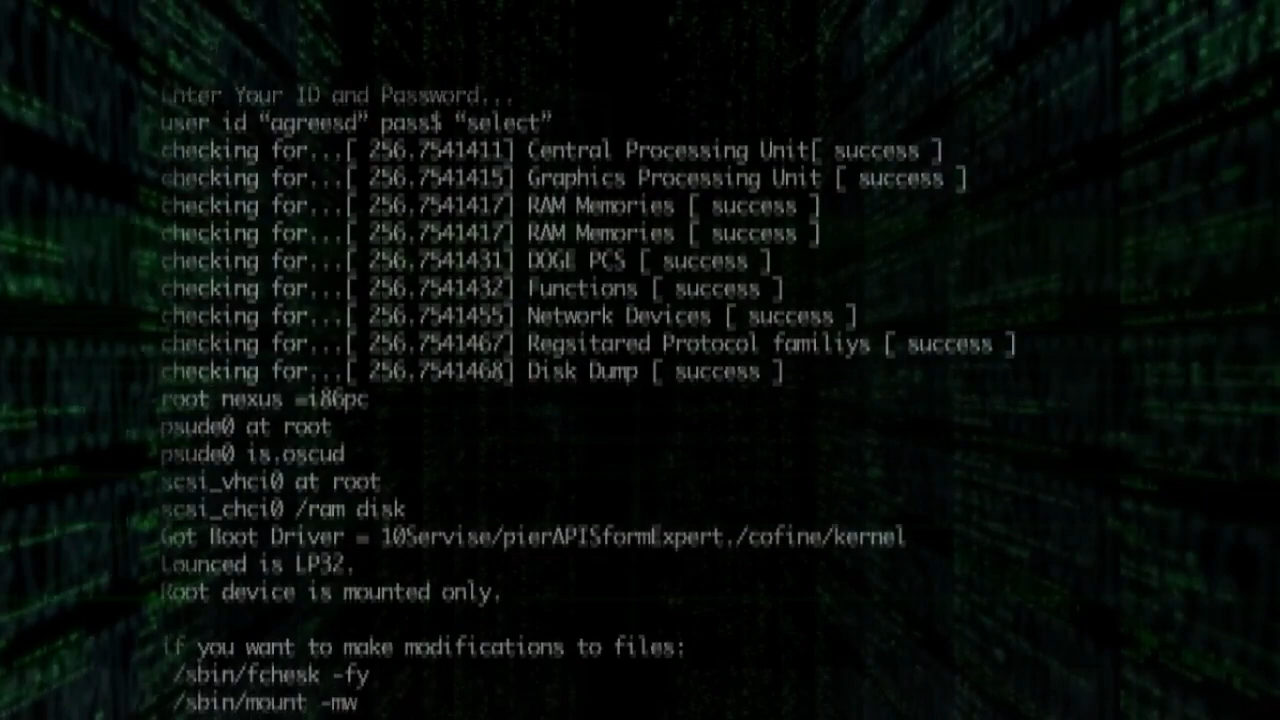 Enter Your ID and Password...
user id “agreesd” pass$ “select”
checking for...[ 256.7541411] Central Processing Unit[ success ]
checking for...[ 256.7541415] Graphics Processing Unit [ success ]
checking for...[ 256.7541417] RAM Memories [ success ]
checking for...[ 256.7541417] RAM Memories [ success ]
checking for...[ 256.7541431] DOGE PCS [ success ]
checking for...[ 256.7541432] Functions [ success ]
checking for...[ 256.7541455] Network Devices [ success ]
checking for...[ 256.7541467] Regsitared Protocol familiys [ success ]
checking for...[ 256.7541468] Disk Dump [ success ]
root nexus =i86pc
psude0 at root
psude0 is.oscud
scsi_vhci0 at root
scsi_chci0 /ram disk
Got Root Driver = 10Servise/pierAPISformExpert./cofine/kernel
Lounced is LP32.
Root device is mounted only.
if you want to make modifications to files:
/sbin/fchesk -fy
/sbin/mount -mw